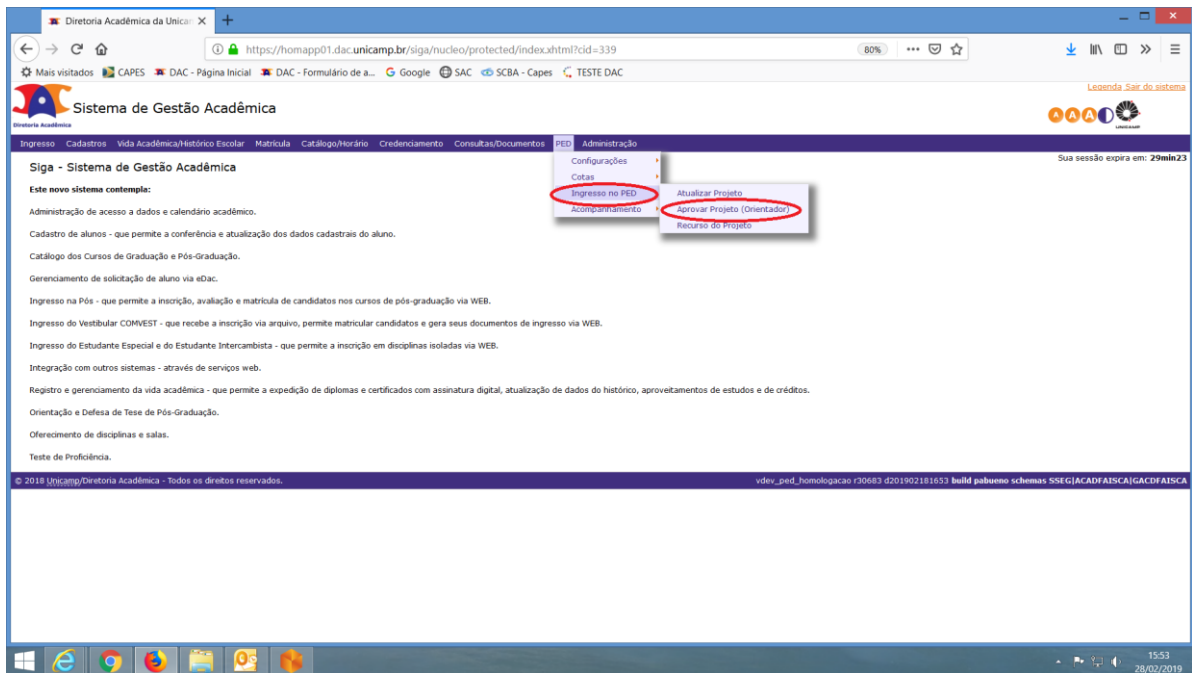 Diretoria Acadêmica da Unicam
https://homapp01.dac.unicamp.br/siga/nucleo/protected/index.xhtml?cid=339
80%
Mais visitados CAPES DAC - Página Inicial DAC - Formulário de a... Google SAC SCBA - Capes TESTE DAC
Legenda Sair do sistema
Sistema de Gestão Acadêmica
Diretoria Acadêmica
A A A
UNICAMP
Ingresso Cadastros Vida Acadêmica/Histórico Escolar Matrícula Catálogo/Horário Credenciamento Consultas/Documentos PED Administração
Sua sessão expira em: 29min23
Configurações
Cotas
Ingresso no PED
Acompanhamento
Atualizar Projeto
Aprovar Projeto (Orientador)
Recurso do Projeto
Siga - Sistema de Gestão Acadêmica
Este novo sistema contempla:
Administração de acesso a dados e calendário acadêmico.
Cadastro de alunos - que permite a conferência e atualização dos dados cadastrais do aluno.
Catálogo dos Cursos de Graduação e Pós-Graduação.
Gerenciamento de solicitação de aluno via eDac.
Ingresso na Pós - que permite a inscrição, avaliação e matrícula de candidatos nos cursos de pós-graduação via WEB.
Ingresso do Vestibular COMVEST - que recebe a inscrição via arquivo, permite matricular candidatos e gera seus documentos de ingresso via WEB.
Ingresso do Estudante Especial e do Estudante Intercambista - que permite a inscrição em disciplinas isoladas via WEB.
Integração com outros sistemas - através de serviços web.
Registro e gerenciamento da vida acadêmica - que permite a expedição de diplomas e certificados com assinatura digital, atualização de dados do histórico, aproveitamentos de estudos e de créditos.
Orientação e Defesa de Tese de Pós-Graduação.
Oferecimento de disciplinas e salas.
Teste de Proficiência.
© 2018 Unicamp/Diretoria Acadêmica - Todos os direitos reservados.
vdev_ped_homologacao r30683 d201902181653 build pabueno schemas SSEG|ACADFAISCA|GACDFAISCA
15:53
28/02/2019